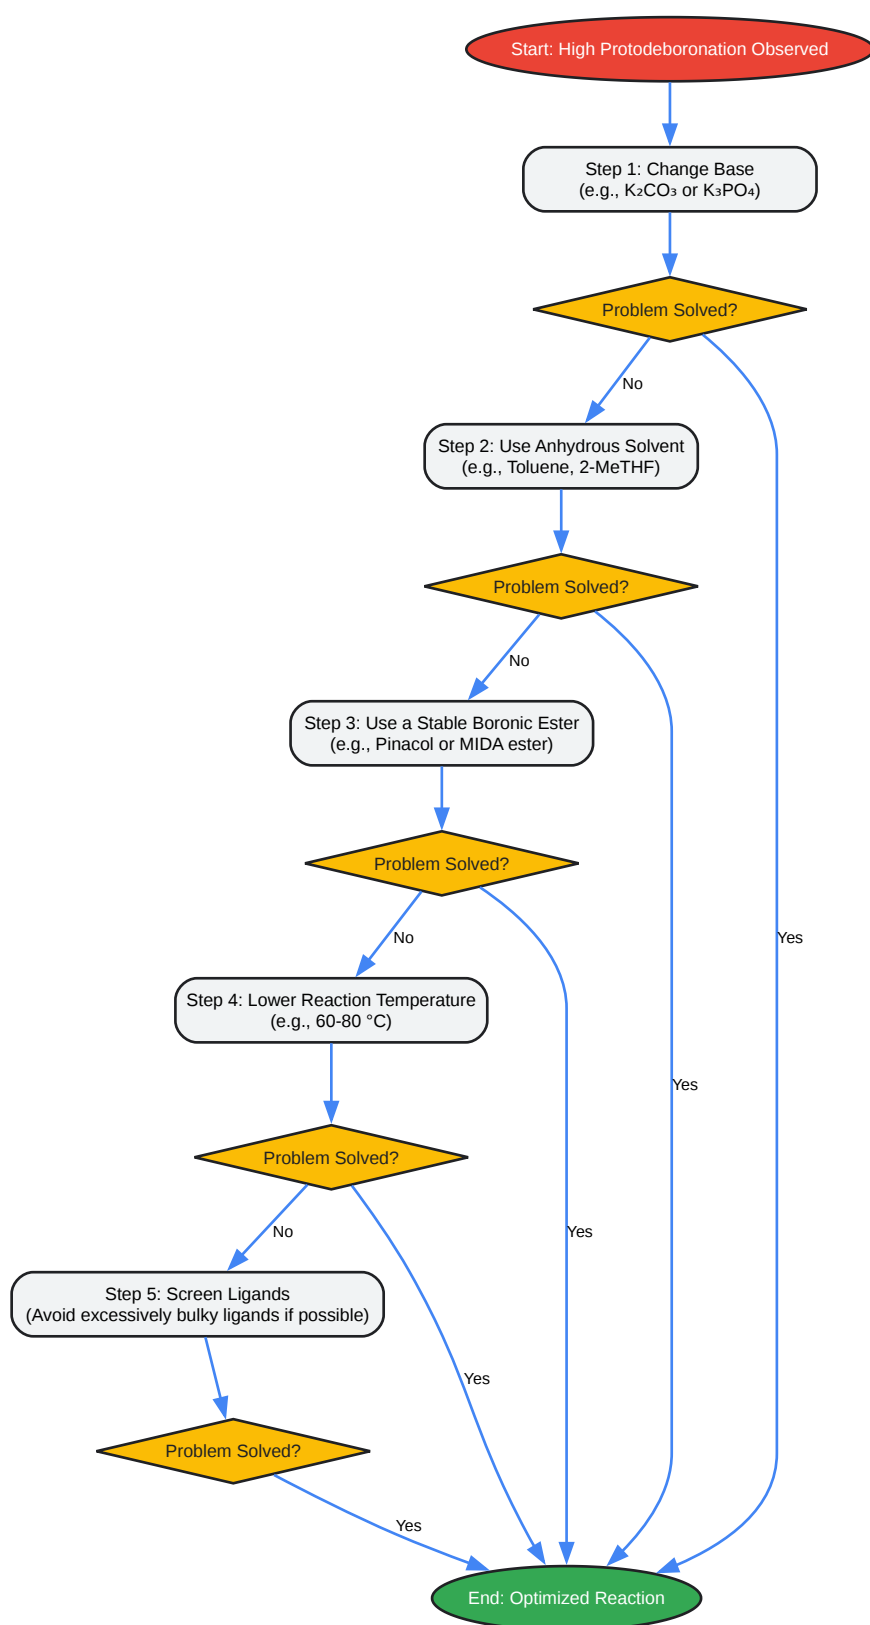 Start: High Protodeboronation Observed
Step 1: Change Base
(e.g., K₂CO₃ or K₃PO₄)
Problem Solved?
No
Step 2: Use Anhydrous Solvent
(e.g., Toluene, 2-MeTHF)
Problem Solved?
No
Step 3: Use a Stable Boronic Ester
(e.g., Pinacol or MIDA ester)
Problem Solved?
No
Yes
Step 4: Lower Reaction Temperature
(e.g., 60-80 °C)
Yes
Problem Solved?
No
Yes
Step 5: Screen Ligands
(Avoid excessively bulky ligands if possible)
Yes
Problem Solved?
Yes
End: Optimized Reaction